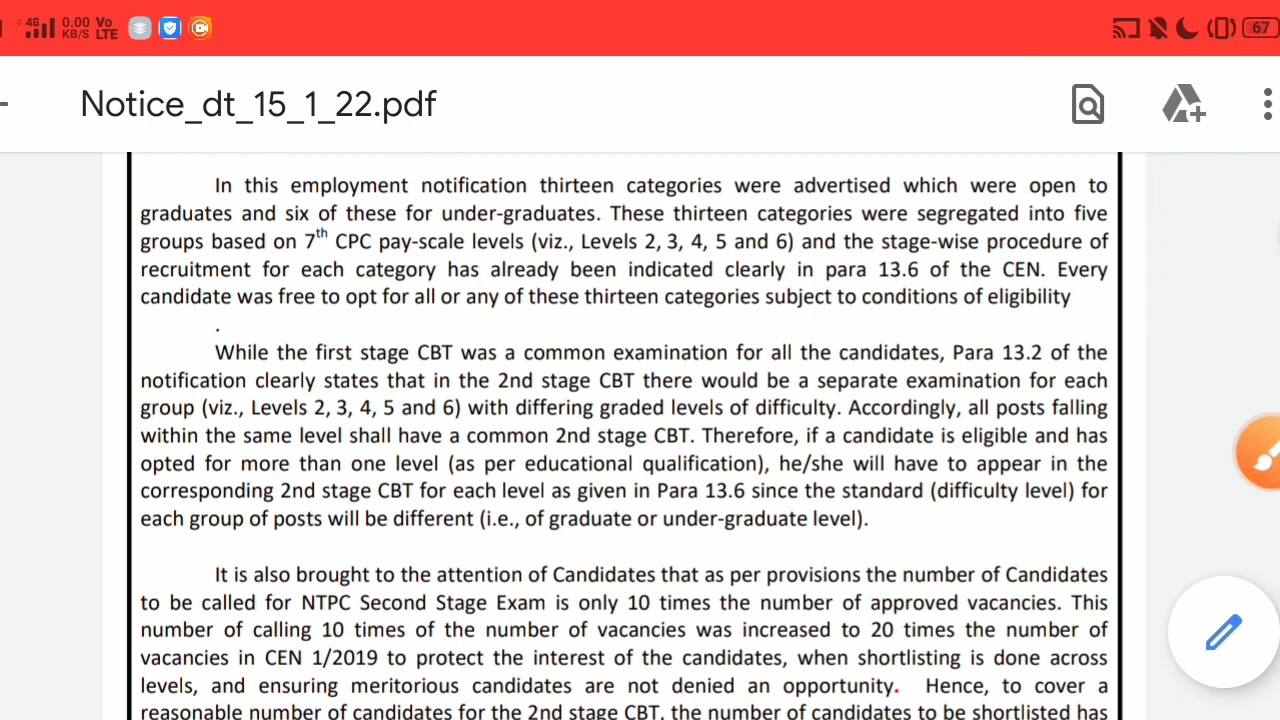 4G 0.00 KB/S Vo LTE 67
Notice_dt_15_1_22.pdf
In this employment notification thirteen categories were advertised which were open to
graduates and six of these for under-graduates. These thirteen categories were segregated into five
groups based on 7th CPC pay-scale levels (viz., Levels 2, 3, 4, 5 and 6) and the stage-wise procedure of
recruitment for each category has already been indicated clearly in para 13.6 of the CEN. Every
candidate was free to opt for all or any of these thirteen categories subject to conditions of eligibility
.
While the first stage CBT was a common examination for all the candidates, Para 13.2 of the
notification clearly states that in the 2nd stage CBT there would be a separate examination for each
group (viz., Levels 2, 3, 4, 5 and 6) with differing graded levels of difficulty. Accordingly, all posts falling
within the same level shall have a common 2nd stage CBT. Therefore, if a candidate is eligible and has
opted for more than one level (as per educational qualification), he/she will have to appear in the
corresponding 2nd stage CBT for each level as given in Para 13.6 since the standard (difficulty level) for
each group of posts will be different (i.e., of graduate or under-graduate level).
It is also brought to the attention of Candidates that as per provisions the number of Candidates
to be called for NTPC Second Stage Exam is only 10 times the number of approved vacancies. This
number of calling 10 times of the number of vacancies was increased to 20 times the number of
vacancies in CEN 1/2019 to protect the interest of the candidates, when shortlisting is done across
levels, and ensuring meritorious candidates are not denied an opportunity. Hence, to cover a
reasonable number of candidates for the 2nd stage CBT, the number of candidates to be shortlisted has